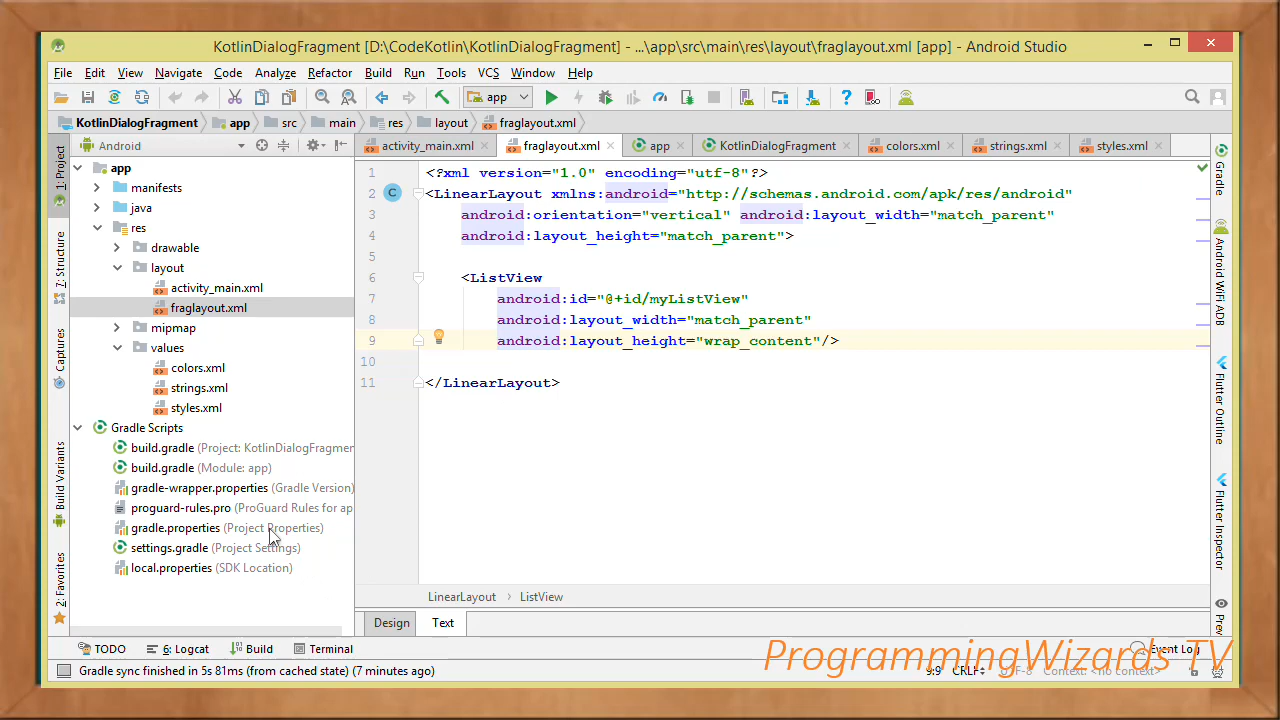 KotlinDialogFragment [D:\CodeKotlin\KotlinDialogFragment] - ...\app\src\main\res\layout\fraglayout.xml [app] - Android Studio
File Edit View Navigate Code Analyze Refactor Build Run Tools VCS Window Help
app
KotlinDialogFragment app src main res layout fraglayout.xml
Android
activity_main.xml fraglayout.xml app KotlinDialogFragment colors.xml strings.xml styles.xml
1: Project
7: Structure
Captures
Build Variants
2: Favorites
app
manifests
java
res
drawable
layout
activity_main.xml
fraglayout.xml
mipmap
values
colors.xml
strings.xml
styles.xml
Gradle Scripts
build.gradle (Project: KotlinDialogFragmen
build.gradle (Module: app)
gradle-wrapper.properties (Gradle Version)
proguard-rules.pro (ProGuard Rules for ap
gradle.properties (Project Properties)
settings.gradle (Project Settings)
local.properties (SDK Location)
1 <?xml version="1.0" encoding="utf-8"?>
2 <LinearLayout xmlns:android="http://schemas.android.com/apk/res/android"
3 android:orientation="vertical" android:layout_width="match_parent"
4 android:layout_height="match_parent">
5
6 <ListView
7 android:id="@+id/myListView"
8 android:layout_width="match_parent"
9 android:layout_height="wrap_content"/>
10
11 </LinearLayout>
LinearLayout › ListView
Design Text
Gradle
Android WiFi ADB
Flutter Outline
Flutter Inspector
Prev
TODO 6: Logcat Build Terminal Event Log
ProgrammingWizards TV
Gradle sync finished in 5s 81ms (from cached state) (7 minutes ago) 9:9 CRLF UTF-8 Context: <no context>